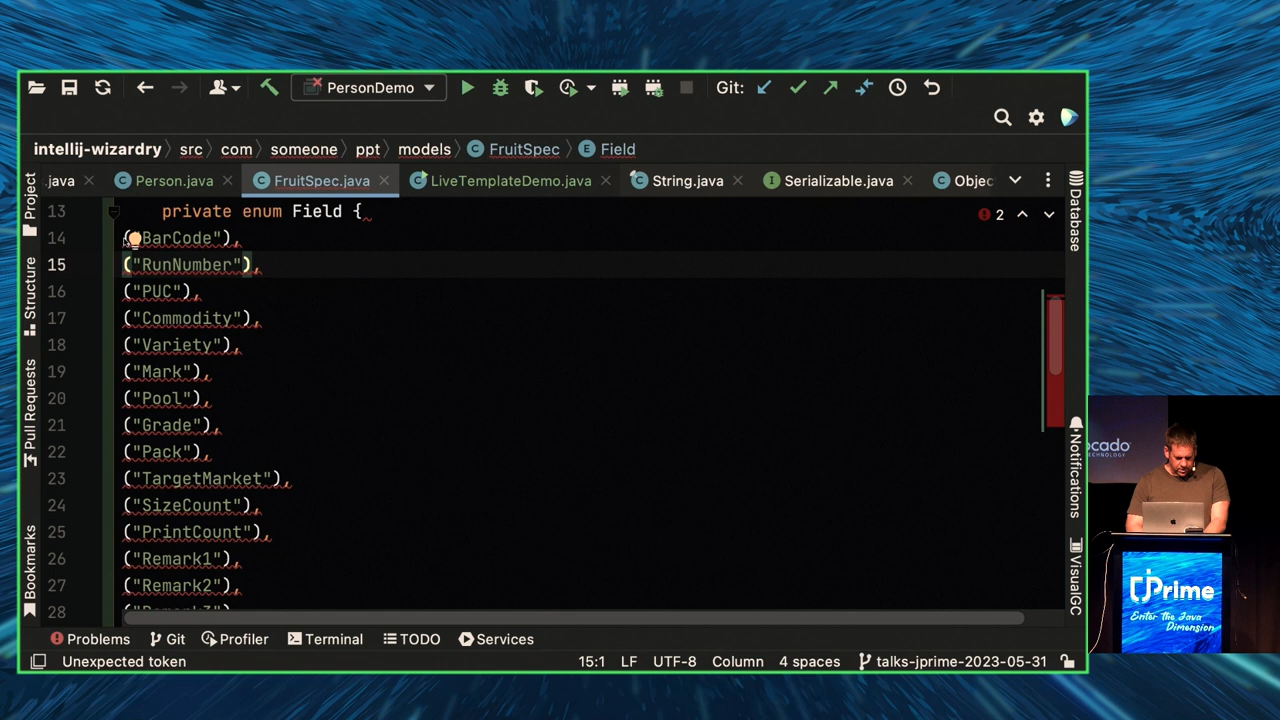 PersonDemo
Git:
intellij-wizardry
src
com
someone
ppt
models
FruitSpec
Field
.java
Person.java
FruitSpec.java
LiveTemplateDemo.java
String.java
Serializable.java
Objec
Project
Structure
Pull Requests
Bookmarks
Database
Notifications
VisualGC
2
13 private enum Field {
14 ("BarCode"),
15 ("RunNumber"),
16 ("PUC"),
17 ("Commodity"),
18 ("Variety"),
19 ("Mark"),
20 ("Pool"),
21 ("Grade"),
22 ("Pack"),
23 ("TargetMarket"),
24 ("SizeCount"),
25 ("PrintCount"),
26 ("Remark1"),
27 ("Remark2"),
28 ("Remark3"),
Problems
Git
Profiler
Terminal
TODO
Services
Unexpected token
15:1
LF
UTF-8
Column
4 spaces
talks-jprime-2023-05-31
ocado
TECHNOLOGY
jPrime
Enter the Java
Dimension